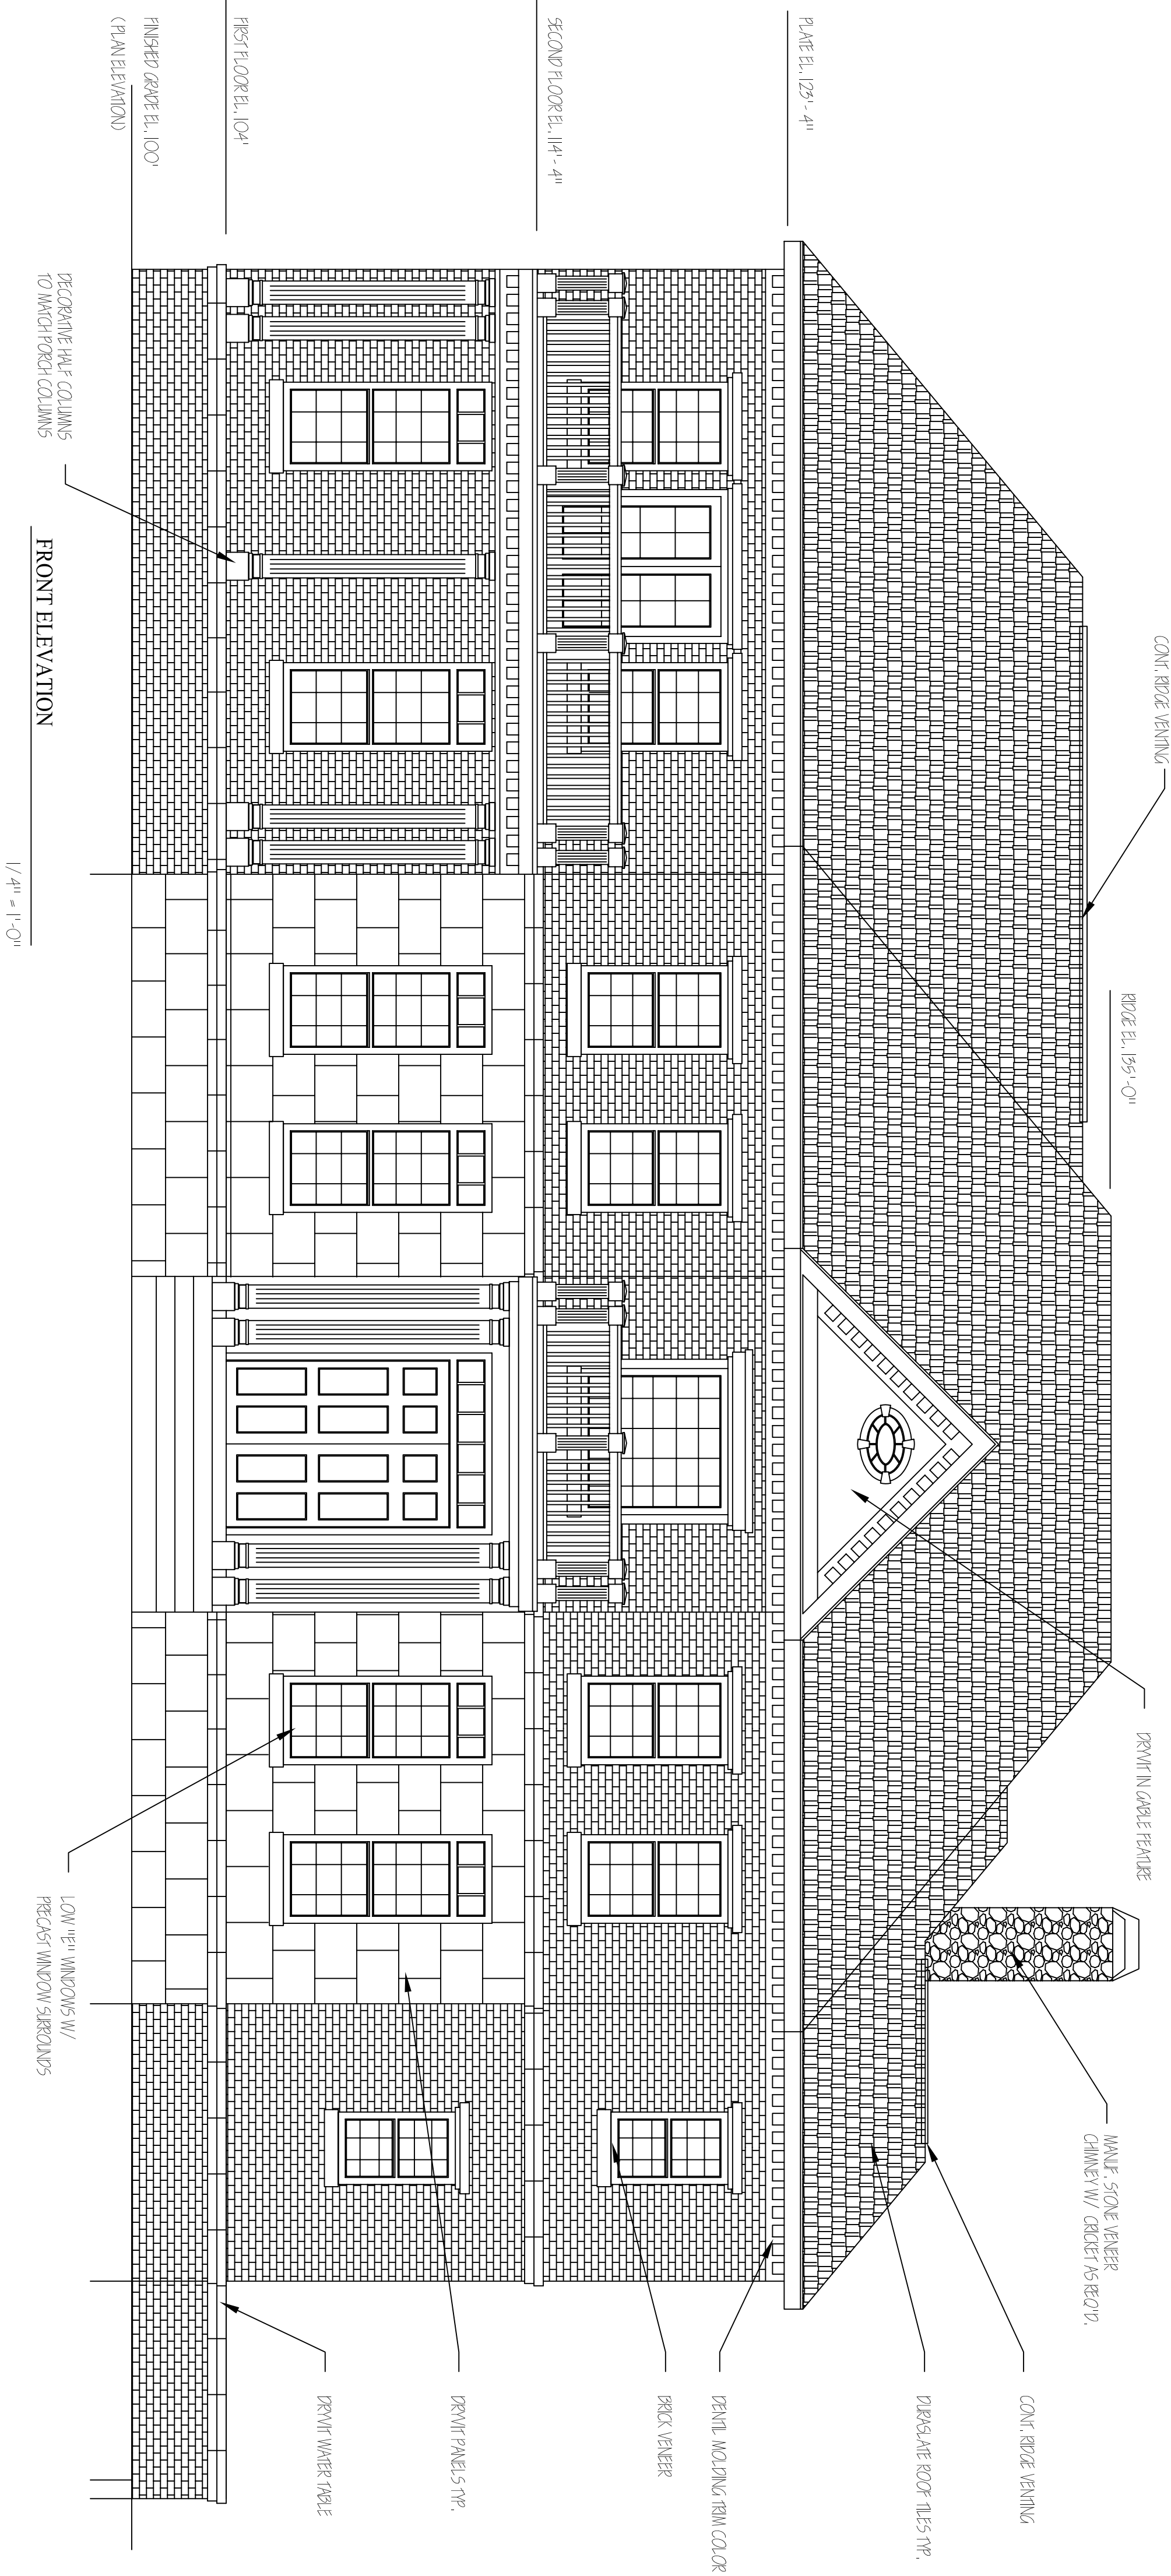 CONT. RIDGE VENTING
RIDGE EL. 135'-0"
DRYVIT IN GABLE FEATURE
MANUF. STONE VENEER
CHIMNEY W/ CRICKET AS REQ'D.
CONT. RIDGE VENTING
DURASLATE ROOF TILES TYP.
DENTIL MOLDING TRIM COLOR
BRICK VENEER
DRYVIT PANELS TYP.
DRYVIT WATER TABLE
PLATE EL. 123' - 4"
SECOND FLOOR EL. 114' - 4"
FIRST FLOOR EL. 104'
FINISHED GRADE EL. 100'
(PLAN ELEVATION)
DECORATIVE HALF COLUMNS
TO MATCH PORCH COLUMNS
LOW "E" WINDOWS W/
PRECAST WINDOW SURROUNDS
FRONT ELEVATION
1/4" = 1'-0"